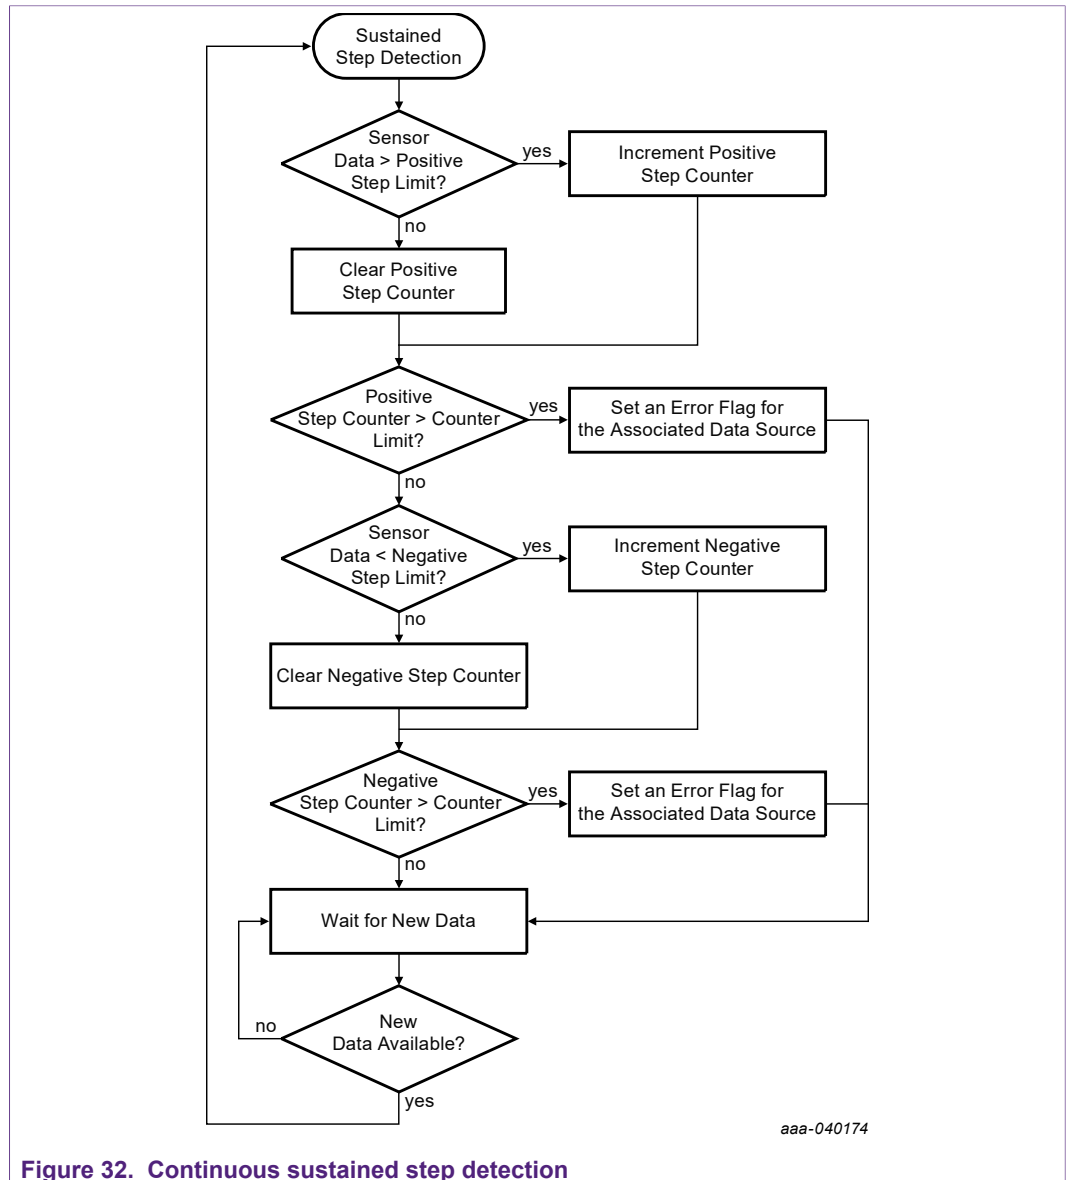 Sustained
Step Detection
Sensor
Data > Positive
Step Limit?
yes
Increment Positive
Step Counter
no
Clear Positive
Step Counter
Positive
Step Counter > Counter
Limit?
yes
Set an Error Flag for
the Associated Data Source
no
Sensor
Data < Negative
Step Limit?
yes
Increment Negative
Step Counter
no
Clear Negative Step Counter
Negative
Step Counter > Counter
Limit?
yes
Set an Error Flag for
the Associated Data Source
no
Wait for New Data
New
Data Available?
no
yes
aaa-040174
Figure 32. Continuous sustained step detection